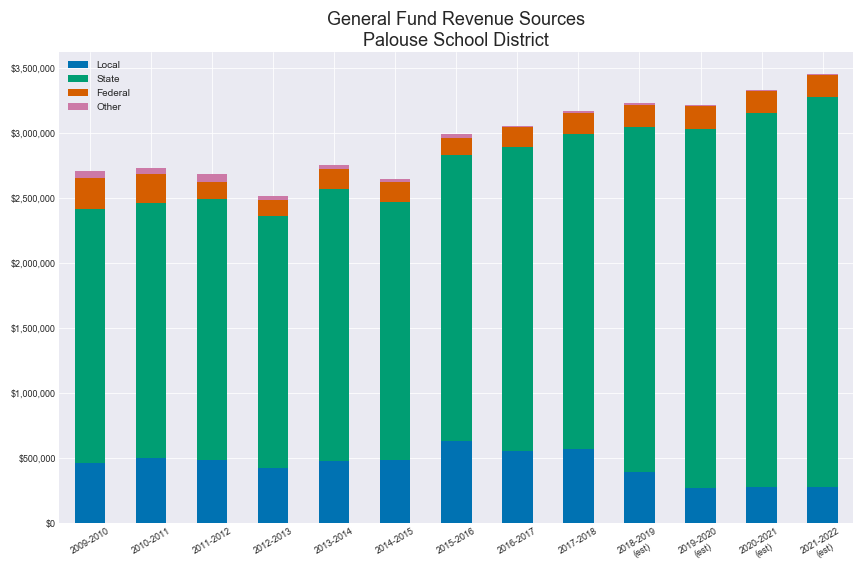 General Fund Revenue Sources
Palouse School District
Local
State
Federal
Other
$3,500,000
$3,000,000
$2,500,000
$2,000,000
$1,500,000
$1,000,000
$500,000
$0
2009-2010
2010-2011
2011-2012
2012-2013
2013-2014
2014-2015
2015-2016
2016-2017
2017-2018
2018-2019
(est)
2019-2020
(est)
2020-2021
(est)
2021-2022
(est)